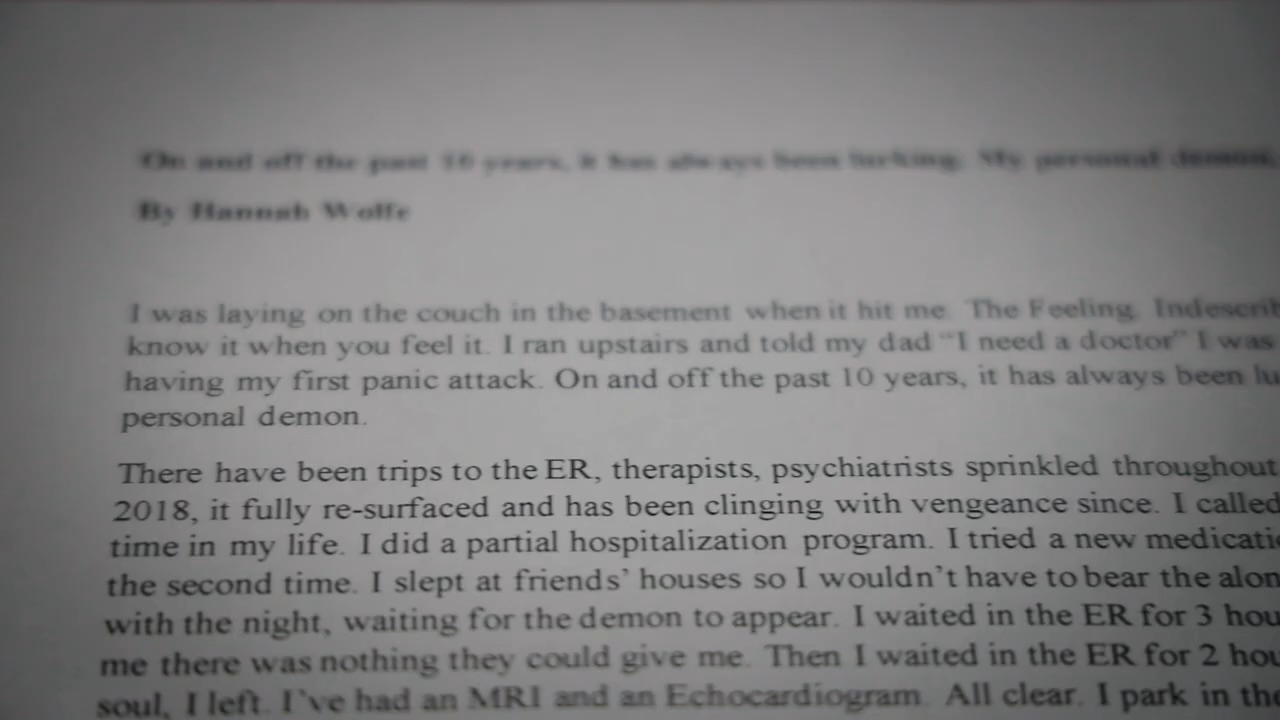 On and off the past 10 years, it has always been lurking. My personal demon.
By Hannah Wolfe
I was laying on the couch in the basement when it hit me. The Feeling.
know it when you feel it. I ran upstairs and told my dad “I need a doctor” I was
having my first panic attack. On and off the past 10 years, it has always been
personal demon.
There have been trips to the ER, therapists, psychiatrists sprinkled throughout
2018, it fully re-surfaced and has been clinging with vengeance since. I called
time in my life. I did a partial hospitalization program. I tried a new
the second time. I slept at friends’ houses so I wouldn’t have to bear the
with the night, waiting for the demon to appear. I waited in the ER for 3
me there was nothing they could give me. Then I waited in the ER for 2
soul, I left. I’ve had an MRI and an Echocardiogram. All clear. I park in the